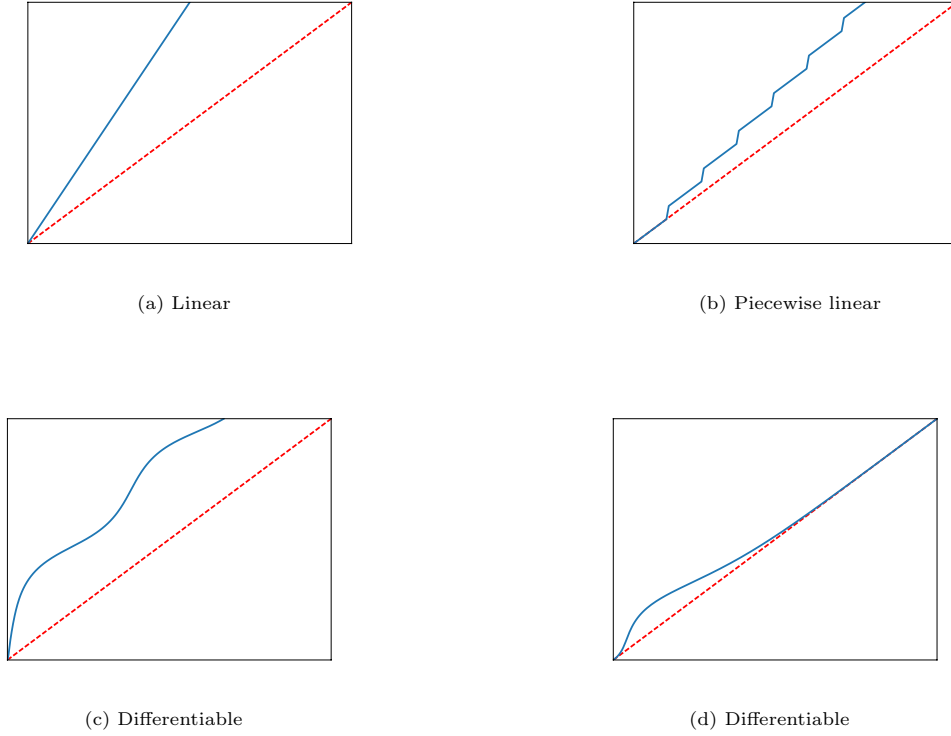 (a) Linear
(b) Piecewise linear
(c) Differentiable
(d) Differentiable